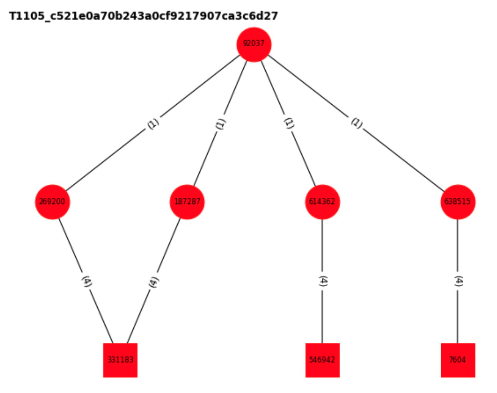 T1105_c521e0a70b243a0cf9217907ca3c6d27
92037
(1) (1) (1) (1)
269200 187287 614362 638515
(4) (4) (4) (4)
331183 546942 7604